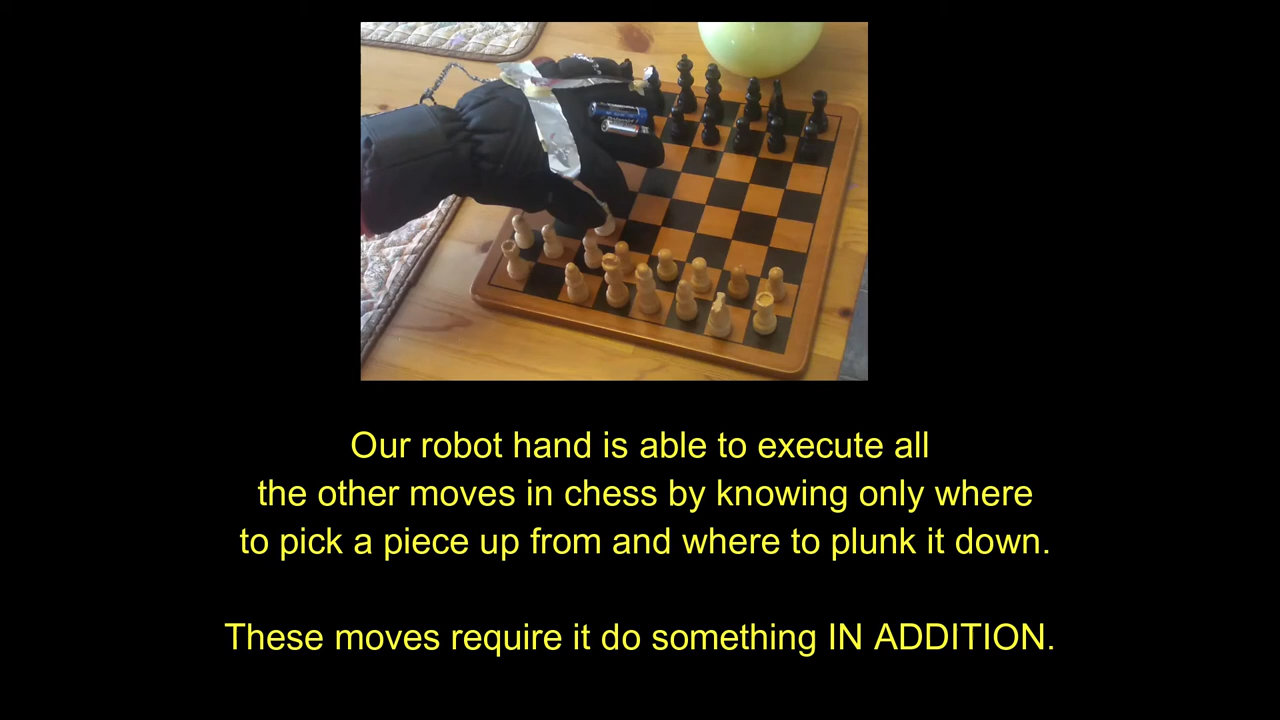 Our robot hand is able to execute all
the other moves in chess by knowing only where
to pick a piece up from and where to plunk it down.
These moves require it do something IN ADDITION.